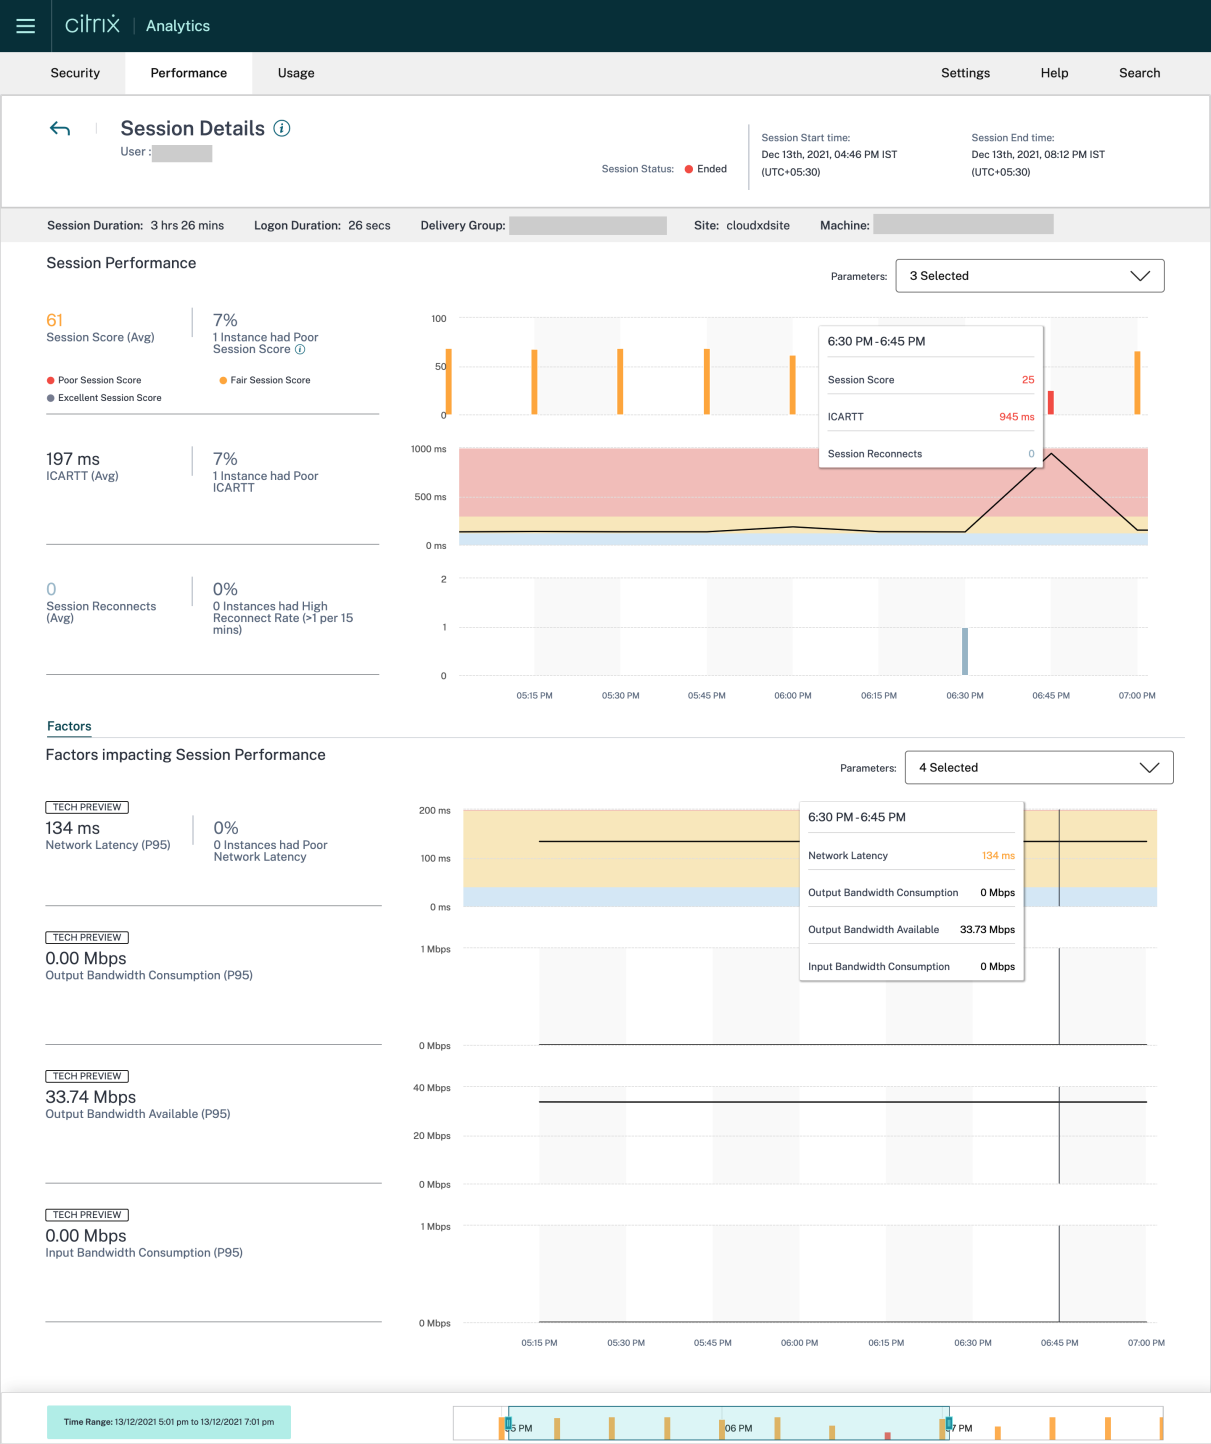 citrix Analytics
Security Performance Usage Settings Help Search
Session Details
User :
Session Status: Ended
Session Start time:
Dec 13th, 2021, 04:46 PM IST
(UTC+05:30)
Session End time:
Dec 13th, 2021, 08:12 PM IST
(UTC+05:30)
Session Duration: 3 hrs 26 mins Logon Duration: 26 secs Delivery Group: Site: cloudxdsite Machine:
Session Performance
Parameters: 3 Selected
61
Session Score (Avg)
7%
1 Instance had Poor
Session Score
Poor Session Score
Fair Session Score
Excellent Session Score
100
50
0
6:30 PM - 6:45 PM
Session Score 25
ICARTT 945 ms
Session Reconnects 0
197 ms
ICARTT (Avg)
7%
1 Instance had Poor
ICARTT
1000 ms
500 ms
0 ms
0
Session Reconnects
(Avg)
0%
0 Instances had High
Reconnect Rate (>1 per 15
mins)
2
1
0
05:15 PM 05:30 PM 05:45 PM 06:00 PM 06:15 PM 06:30 PM 06:45 PM 07:00 PM
Factors
Factors impacting Session Performance
Parameters: 4 Selected
TECH PREVIEW
134 ms
Network Latency (P95)
0%
0 Instances had Poor
Network Latency
200 ms
100 ms
0 ms
6:30 PM - 6:45 PM
Network Latency 134 ms
Output Bandwidth Consumption 0 Mbps
Output Bandwidth Available 33.73 Mbps
Input Bandwidth Consumption 0 Mbps
TECH PREVIEW
0.00 Mbps
Output Bandwidth Consumption (P95)
1 Mbps
0 Mbps
TECH PREVIEW
33.74 Mbps
Output Bandwidth Available (P95)
40 Mbps
20 Mbps
0 Mbps
TECH PREVIEW
0.00 Mbps
Input Bandwidth Consumption (P95)
1 Mbps
0 Mbps
05:15 PM 05:30 PM 05:45 PM 06:00 PM 06:15 PM 06:30 PM 06:45 PM 07:00 PM
Time Range: 13/12/2021 5:01 pm to 13/12/2021 7:01 pm
PM 06 PM PM